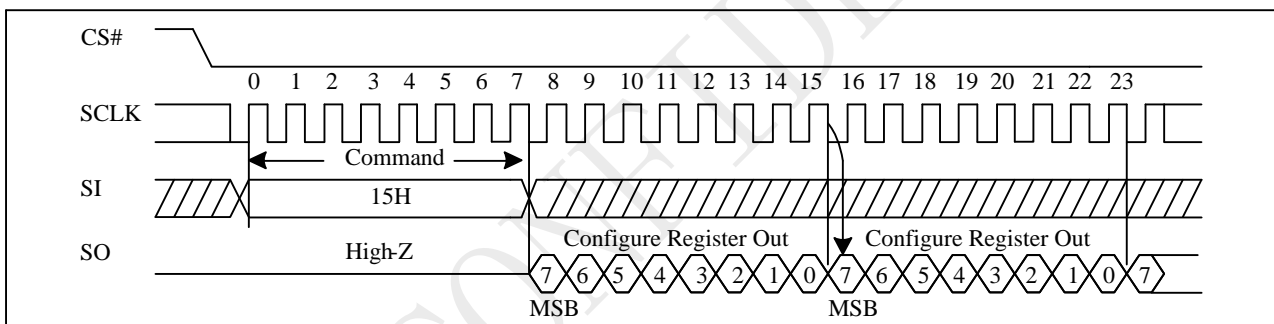 CS#
0 1 2 3 4 5 6 7 8 9 10 11 12 13 14 15 16 17 18 19 20 21 22 23
SCLK
Command
SI
15H
Configure Register Out Configure Register Out
SO
High-Z
7 6 5 4 3 2 1 0 7 6 5 4 3 2 1 0 7
MSB MSB